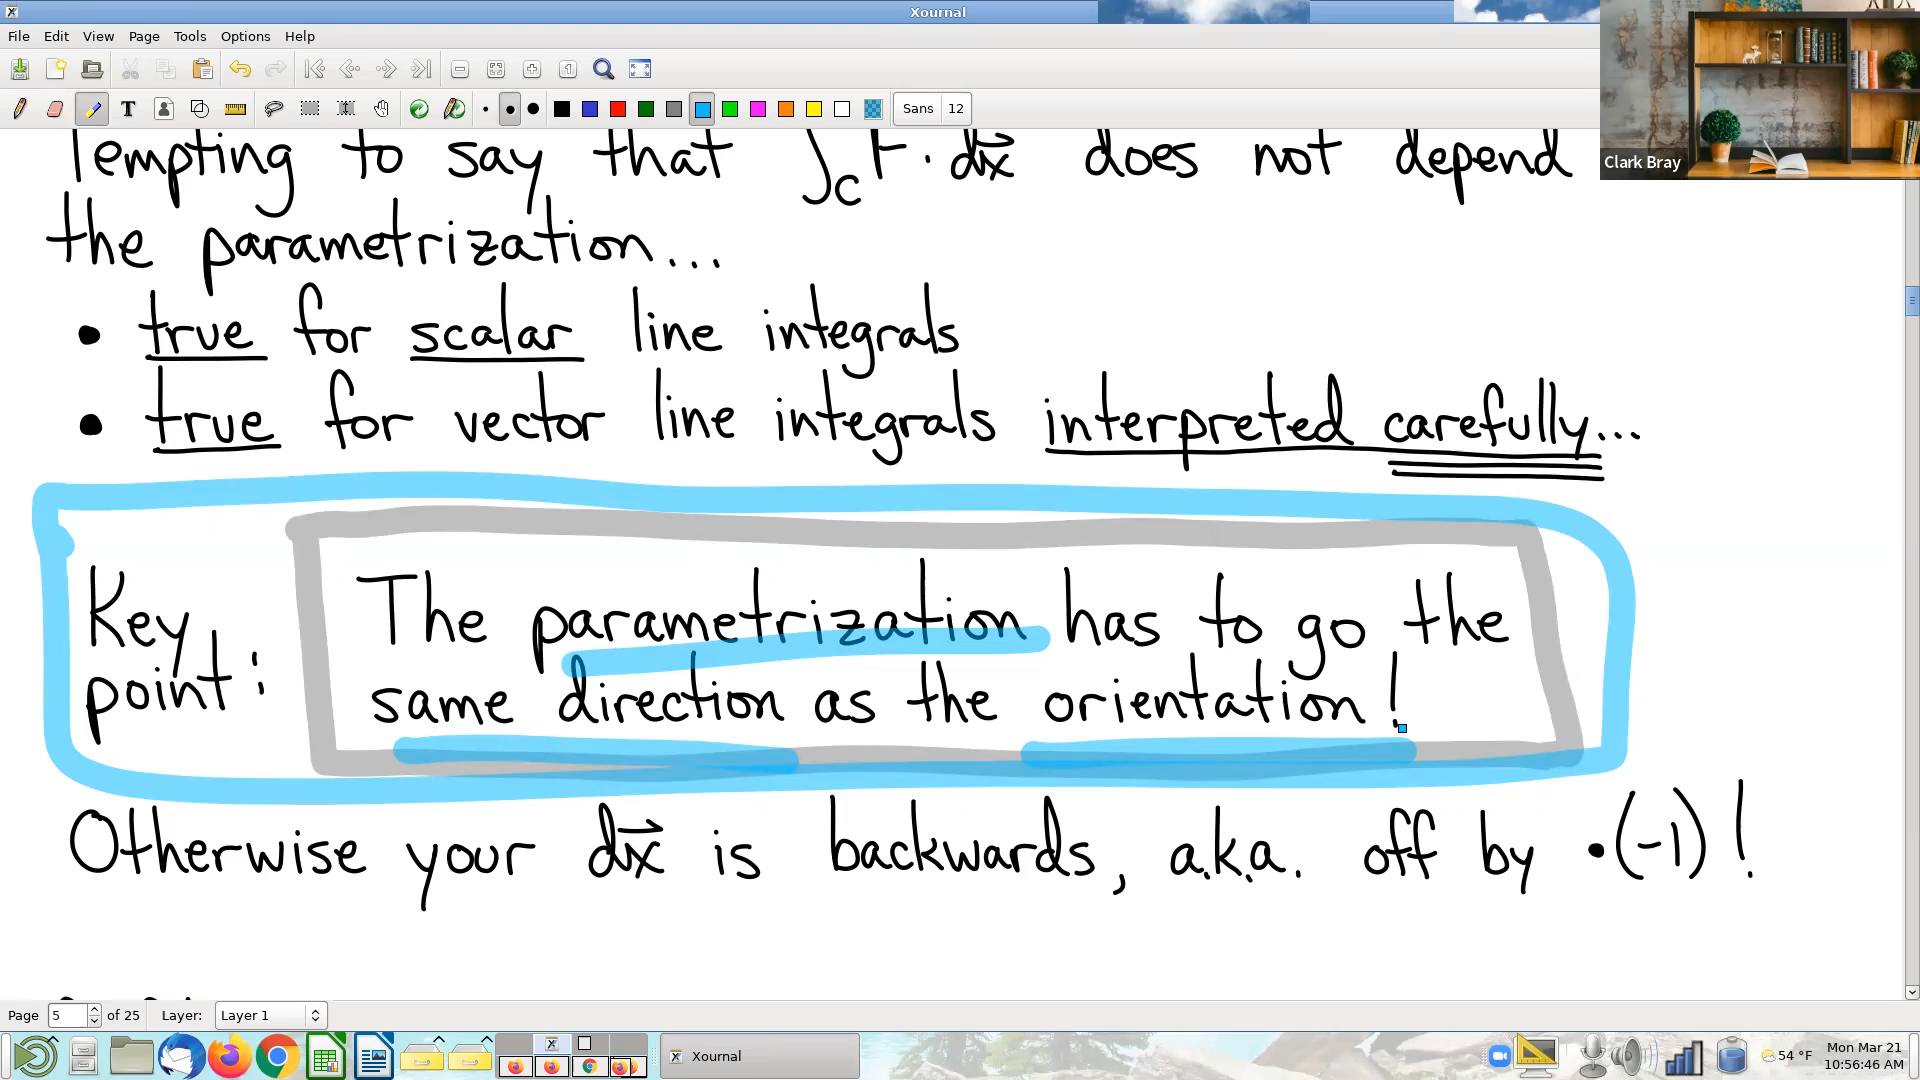 Xournal
File Edit View Page Tools Options Help
Sans 12
Clark Bray
Tempting to say that ∫_C F · dx⃗ does not depend
the parametrization...
• true for scalar line integrals
• true for vector line integrals interpreted carefully...
Key point: The parametrization has to go the
same direction as the orientation!
Otherwise your dx⃗ is backwards, a.k.a. off by •(-1)!
Page 5 of 25 Layer: Layer 1
Xournal
54 °F
Mon Mar 21
10:56:46 AM